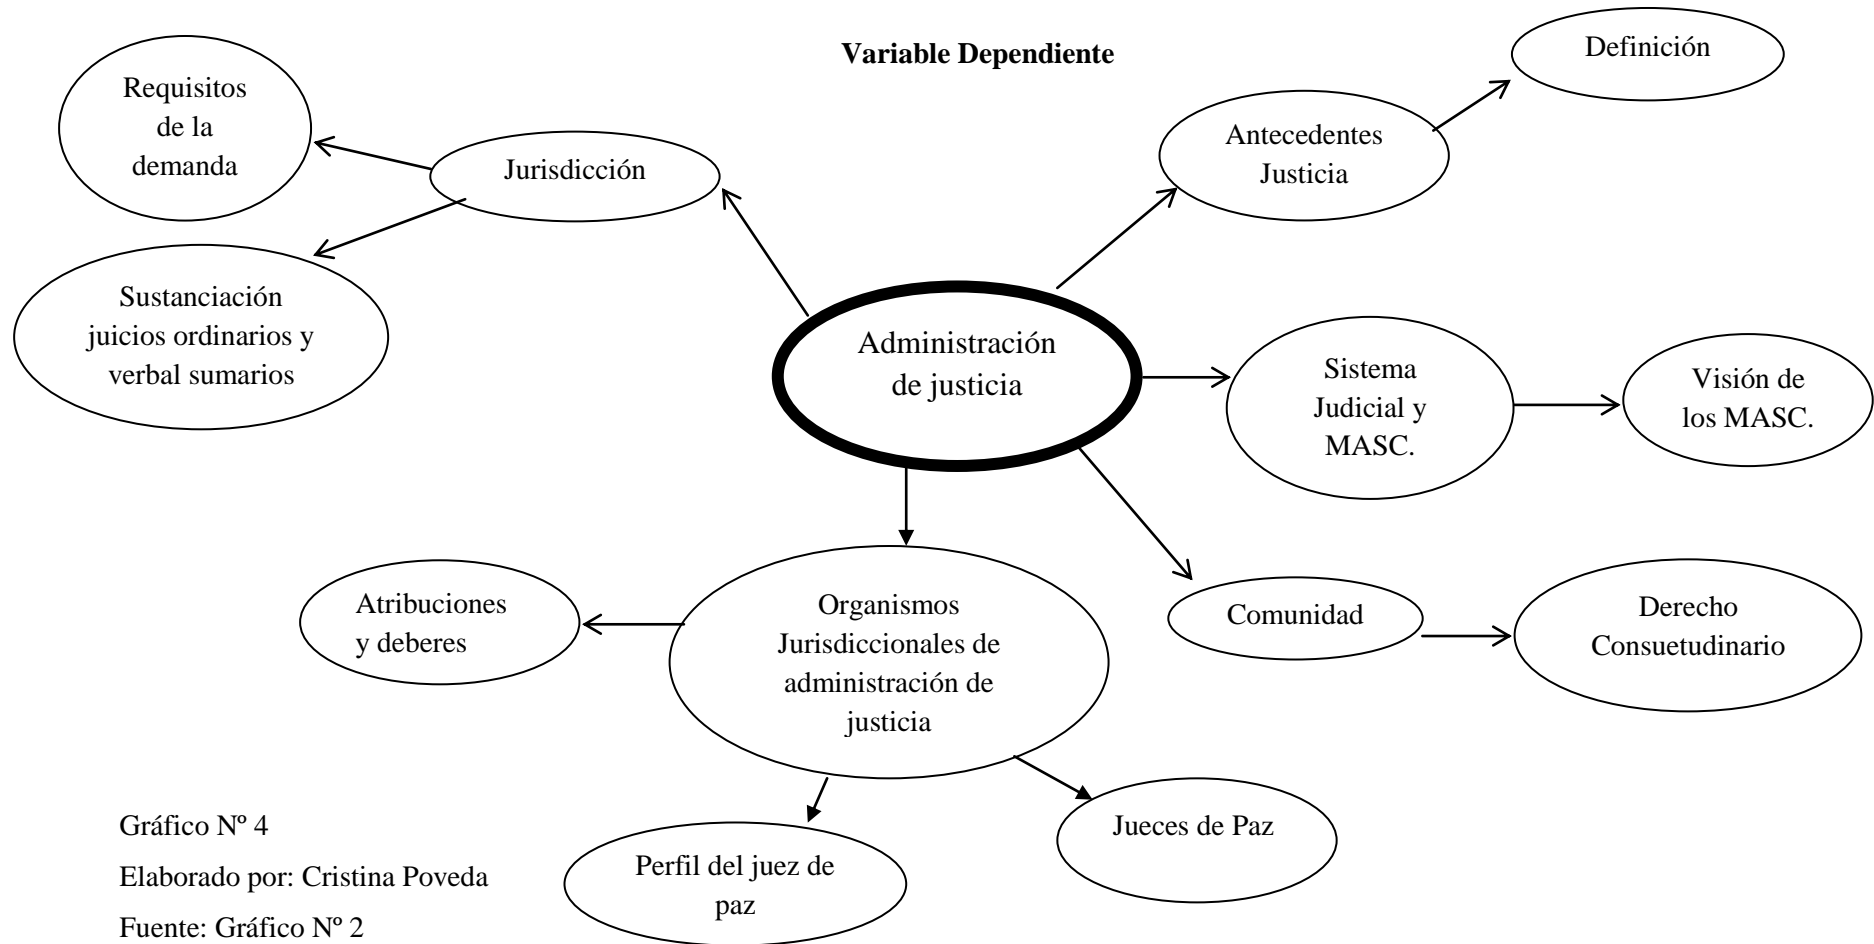 Variable Dependiente
Definición
Requisitos
de la
demanda
Jurisdicción
Antecedentes
Justicia
Sustanciación
juicios ordinarios y
verbal sumarios
Administración
de justicia
Sistema
Judicial y
MASC.
Visión de
los MASC.
Atribuciones
y deberes
Organismos
Jurisdiccionales de
administración de
justicia
Comunidad
Derecho
Consuetudinario
Perfil del juez de
paz
Jueces de Paz
Gráfico Nº 4
Elaborado por: Cristina Poveda
Fuente: Gráfico Nº 2